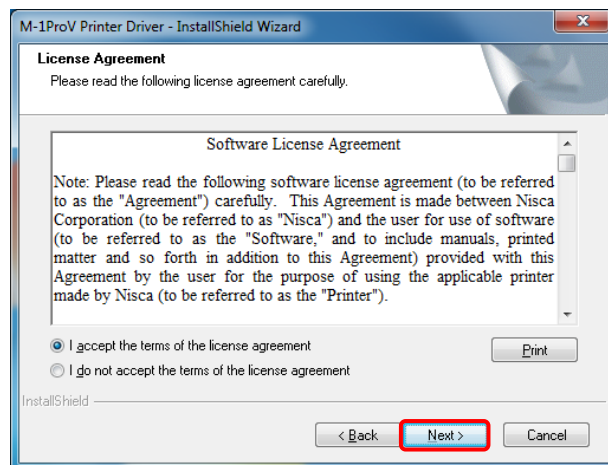 M-1ProV Printer Driver - InstallShield Wizard
License Agreement
Please read the following license agreement carefully.
Software License Agreement
Note: Please read the following software license agreement (to be referred
to as the "Agreement") carefully. This Agreement is made between Nisca
Corporation (to be referred to as "Nisca") and the user for use of software
(to be referred to as the "Software," and to include manuals, printed
matter and so forth in addition to this Agreement) provided with this
Agreement by the user for the purpose of using the applicable printer
made by Nisca (to be referred to as the "Printer").
I accept the terms of the license agreement
Print
I do not accept the terms of the license agreement
InstallShield
< Back
Next >
Cancel